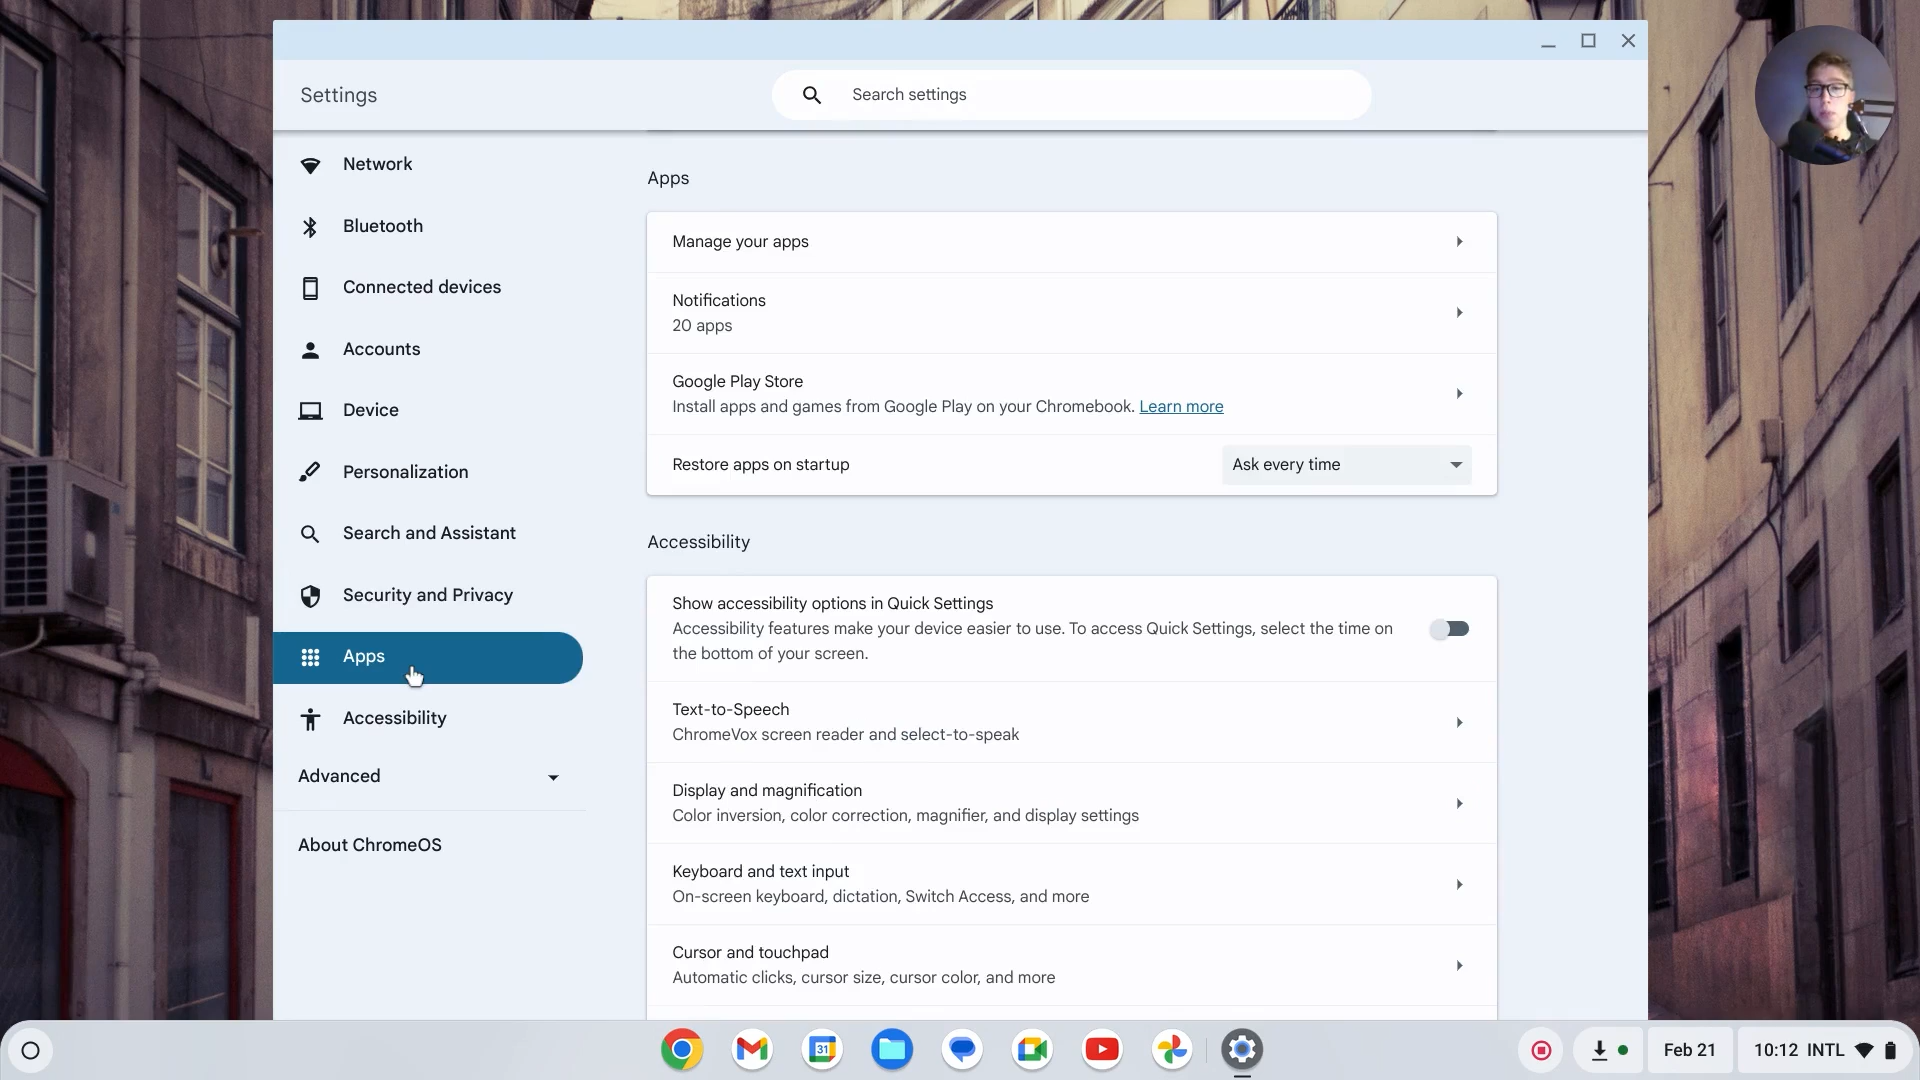 Settings
Search settings
Network
Bluetooth
Connected devices
Accounts
Device
Personalization
Search and Assistant
Security and Privacy
Apps
Accessibility
Advanced
About ChromeOS
Apps
Manage your apps
Notifications
20 apps
Google Play Store
Install apps and games from Google Play on your Chromebook. Learn more
Restore apps on startup
Ask every time
Accessibility
Show accessibility options in Quick Settings
Accessibility features make your device easier to use. To access Quick Settings, select the time on
the bottom of your screen.
Text-to-Speech
ChromeVox screen reader and select-to-speak
Display and magnification
Color inversion, color correction, magnifier, and display settings
Keyboard and text input
On-screen keyboard, dictation, Switch Access, and more
Cursor and touchpad
Automatic clicks, cursor size, cursor color, and more
31
Feb 21
10:12 INTL